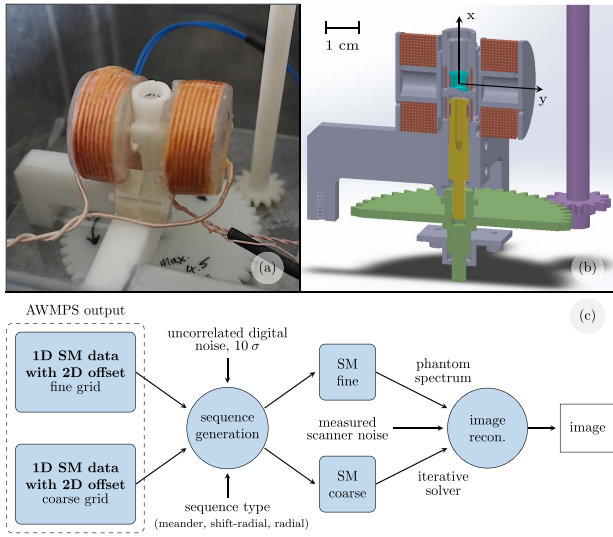 (a)
max:
1 cm
x
y
(b)
(c)
AWMPS output
1D SM data
with 2D offset
fine grid
1D SM data
with 2D offset
coarse grid
uncorrelated digital
noise, 10 σ
sequence
generation
sequence type
(meander, shift-radial, radial)
SM
fine
measured
scanner noise
SM
coarse
phantom
spectrum
image
recon.
iterative
solver
image